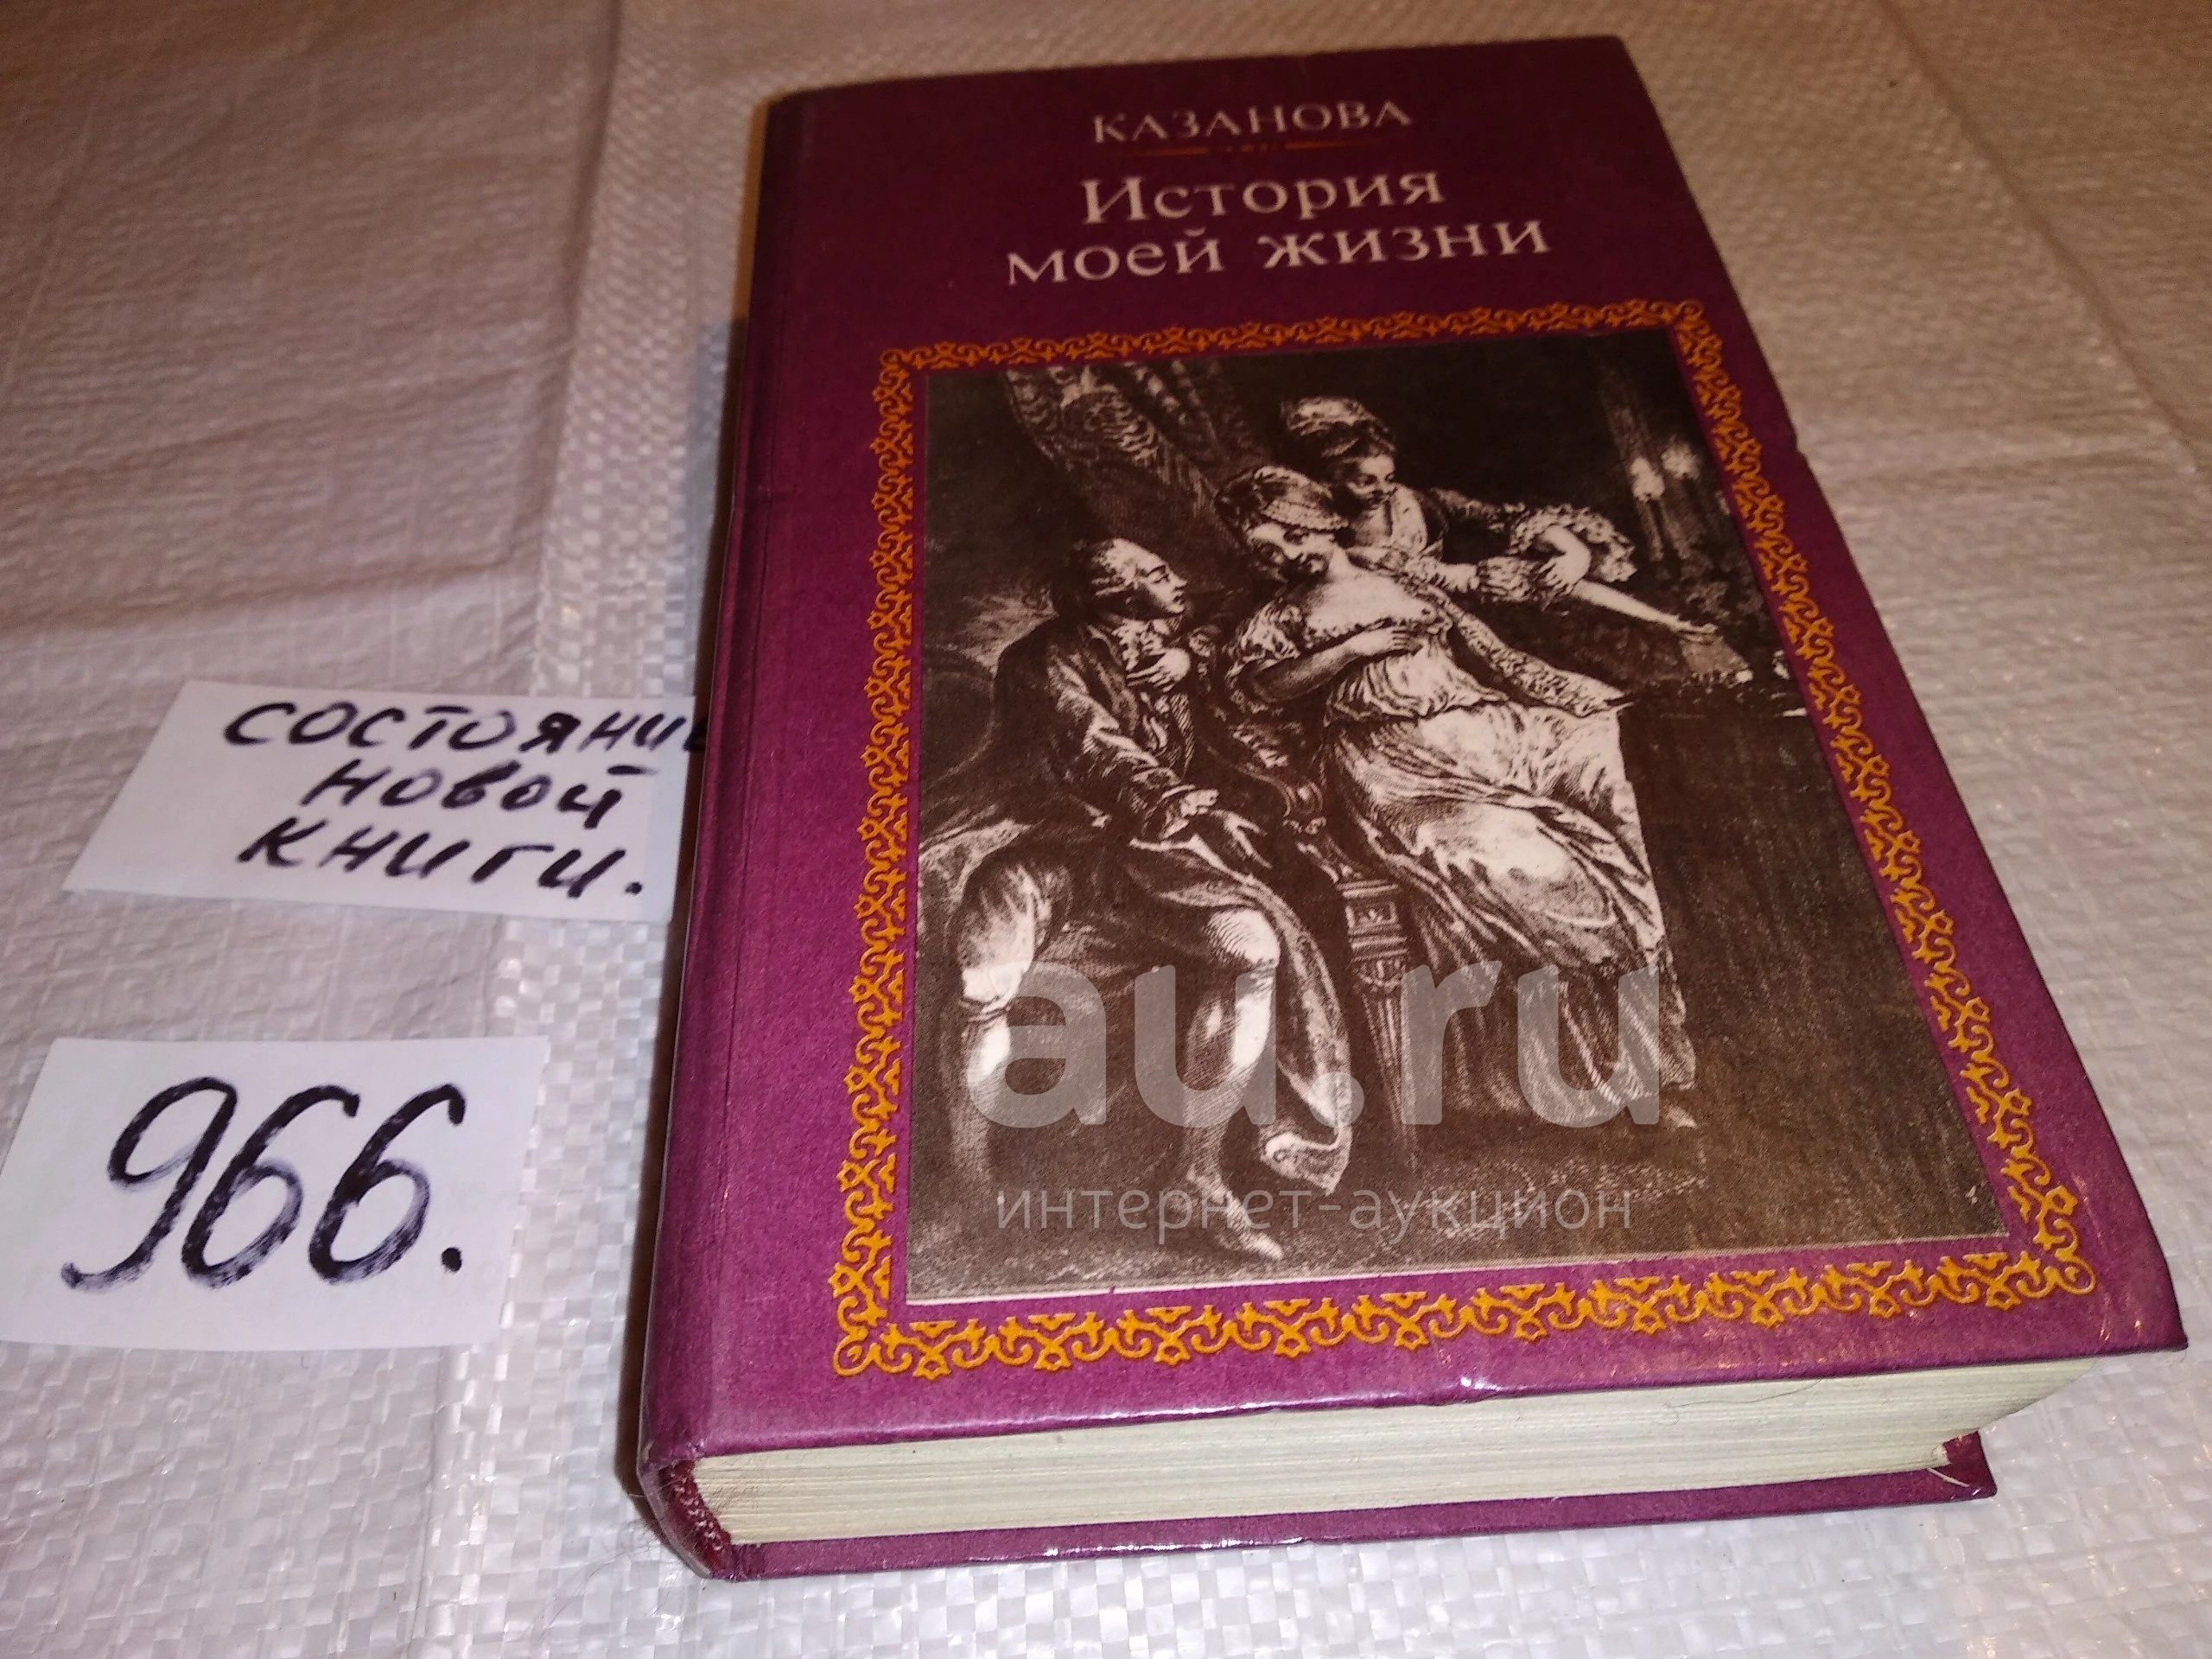 КАЗАНОВА
История
моей жизни
состояни
новой
книги.
966.
au.ru
интернет-аукцион